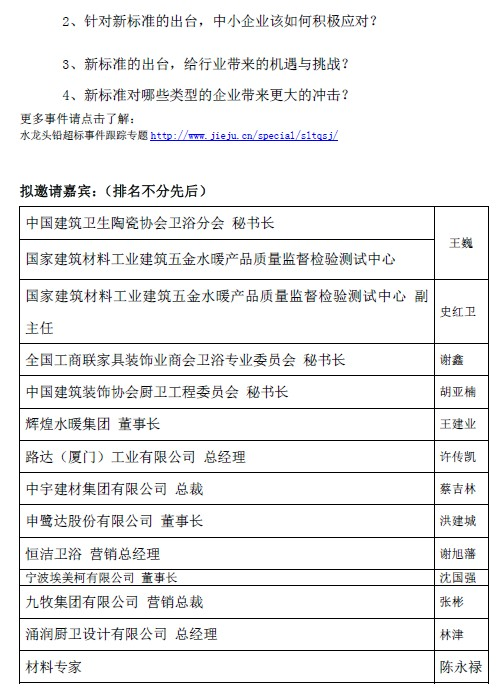 2、针对新标准的出台，中小企业该如何积极应对？
3、新标准的出台，给行业带来的机遇与挑战？
4、新标准对哪些类型的企业带来更大的冲击？
更多事件请点击了解：
水龙头铅超标事件跟踪专题 http://www.jieju.cn/special/sltqsj/
拟邀请嘉宾：（排名不分先后）
中国建筑卫生陶瓷协会卫浴分会 秘书长
王巍
国家建筑材料工业建筑五金水暖产品质量监督检验测试中心
国家建筑材料工业建筑五金水暖产品质量监督检验测试中心 副
主任
史红卫
全国工商联家具装饰业商会卫浴专业委员会 秘书长 谢鑫
中国建筑装饰协会厨卫工程委员会 秘书长 胡亚楠
辉煌水暖集团 董事长 王建业
路达（厦门）工业有限公司 总经理 许传凯
中宇建材集团有限公司 总裁 蔡吉林
申鹭达股份有限公司 董事长 洪建城
恒洁卫浴 营销总经理 谢旭藩
宁波埃美柯有限公司 董事长 沈国强
九牧集团有限公司 营销总裁 张彬
涌润厨卫设计有限公司 总经理 林津
材料专家 陈永禄